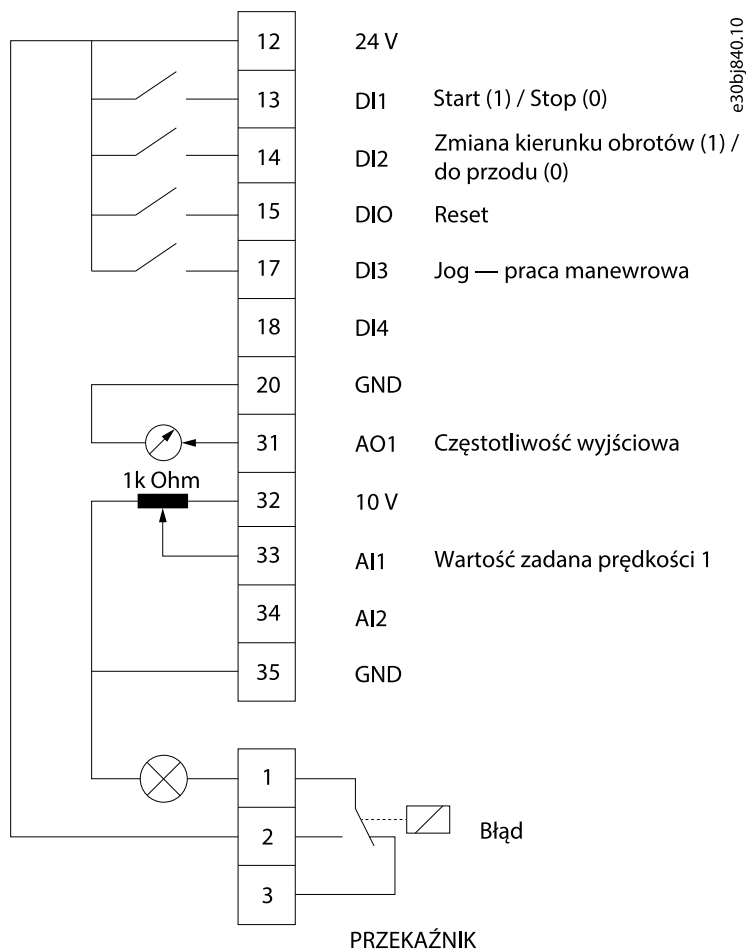 e30bj840.10
12 24 V
13 DI1 Start (1) / Stop (0)
14 DI2 Zmiana kierunku obrotów (1) /
do przodu (0)
15 DIO Reset
17 DI3 Jog — praca manewrowa
18 DI4
20 GND
31 AO1 Częstotliwość wyjściowa
1k Ohm
32 10 V
33 AI1 Wartość zadana prędkości 1
34 AI2
35 GND
1
2 Błąd
3
PRZEKAŹNIK